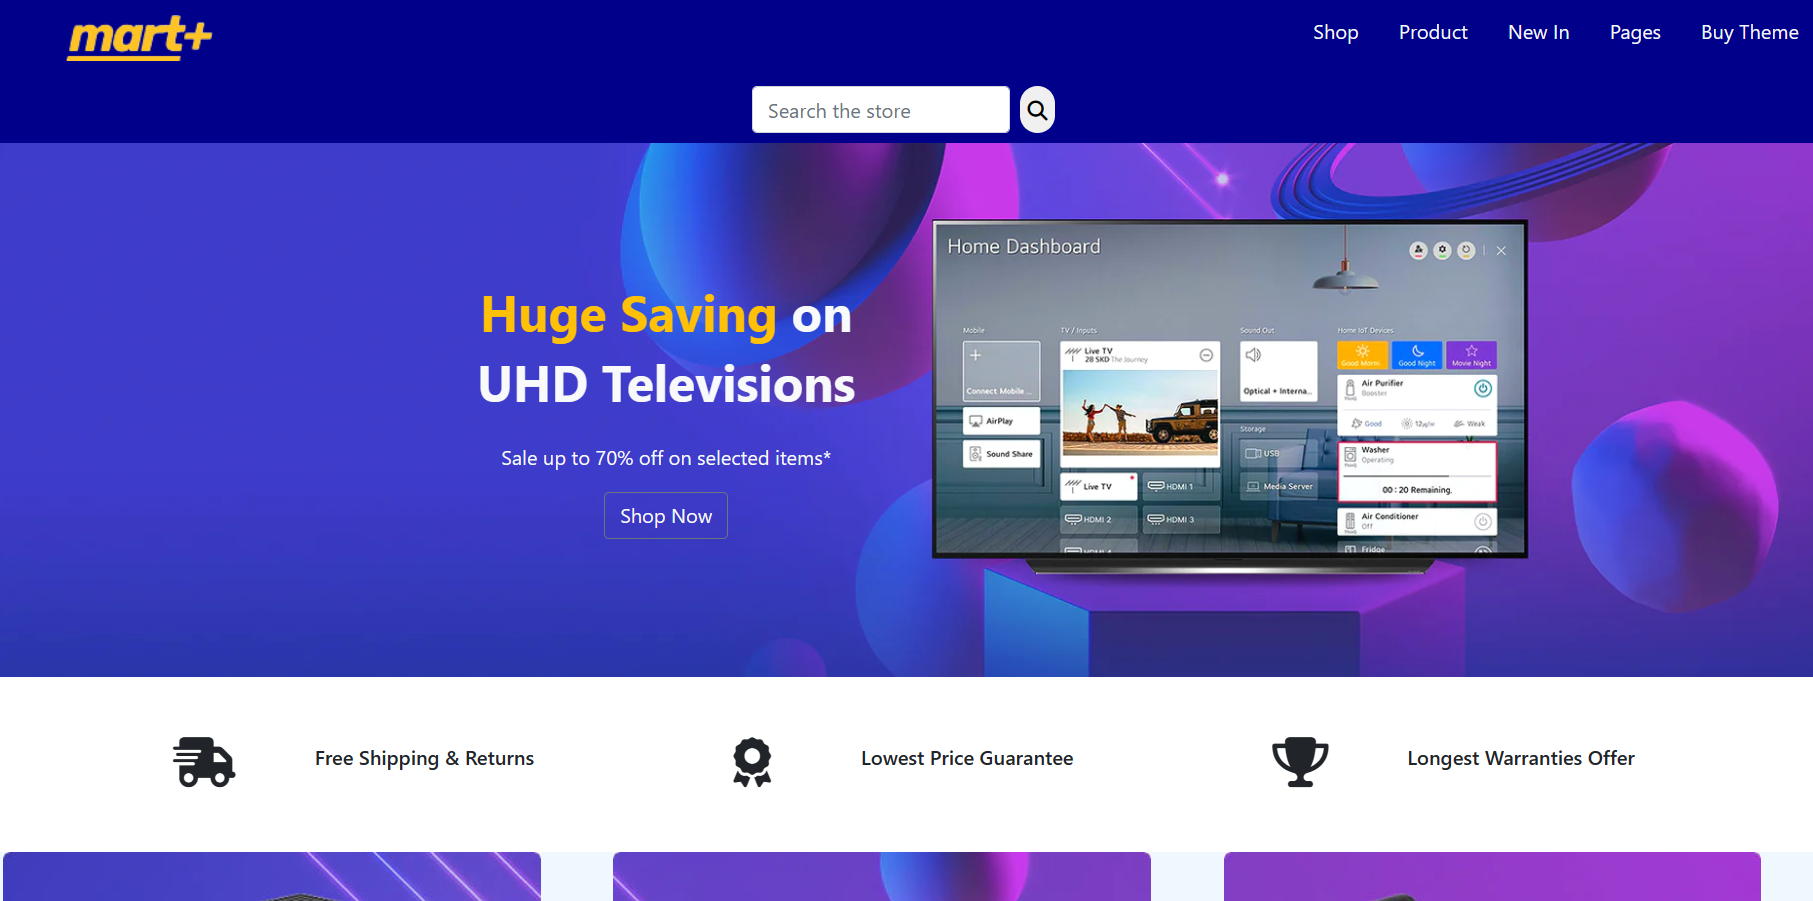 mart+
Shop
Product
New In
Pages
Buy Theme
Search the store
Huge Saving on
UHD Televisions
Sale up to 70% off on selected items*
Shop Now
Home Dashboard
Mobile
TV / Inputs
Sound Out
Home IoT Devices
Connect Mobile ...
AirPlay
Sound Share
Live TV
28 SKD The Journey
Live TV
HDMI 1
HDMI 2
HDMI 3
HDMI 4
Optical + Interna...
Storage
USB
Media Server
Good Morni
Good Night
Movie Night
Air Purifier
Booster
Good
Weak
Washer
Operating
00 : 20 Remaining.
Air Conditioner
Off
Fridge
Free Shipping & Returns
Lowest Price Guarantee
Longest Warranties Offer